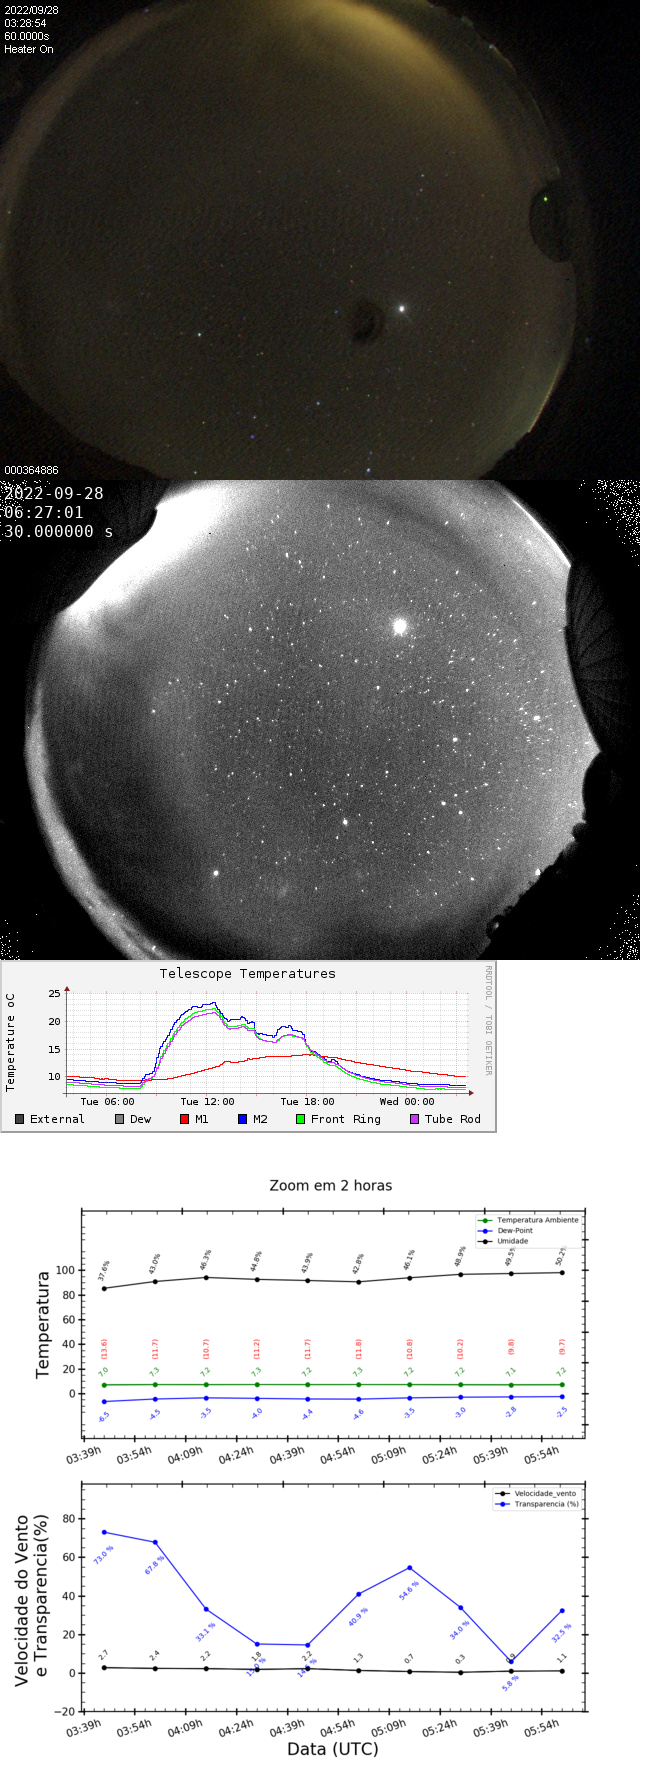 2022/09/28
03:28:54
60.0000s
Heater On
000364886
2022-09-28
06:27:01
30.000000 s
Telescope Temperatures
Temperature oC
25
20
15
10
Tue 06:00 Tue 12:00 Tue 18:00 Wed 00:00
External Dew M1 M2 Front Ring Tube Rod
RRDTOOL / TOBI OETIKER
Zoom em 2 horas
Temperatura Ambiente
Dew-Point
Umidade
Temperatura
100
80
60
40
20
0
37.6% 43.0% 46.3% 44.8% 43.9% 42.8% 46.1% 48.9% 49.5% 50.2%
(13.6) (11.7) (10.7) (11.2) (11.7) (11.8) (10.8) (10.2) (9.8) (9.7)
7.0 7.3 7.2 7.3 7.2 7.3 7.2 7.2 7.1 7.2
-6.5 -4.5 -3.5 -4.0 -4.4 -4.6 -3.5 -3.0 -2.8 -2.5
03:39h 03:54h 04:09h 04:24h 04:39h 04:54h 05:09h 05:24h 05:39h 05:54h
Velocidade_vento
Transparencia (%)
Velocidade do Vento
e Transparencia(%)
80
60
40
20
0
−20
73.0 % 67.8 % 33.1 % 40.9 % 54.6 % 34.0 % 5.8 % 32.5 %
2.7 2.4 2.2 1.8 2.2 1.3 0.7 0.3 1.1
03:39h 03:54h 04:09h 04:24h 04:39h 04:54h 05:09h 05:24h 05:39h 05:54h
Data (UTC)